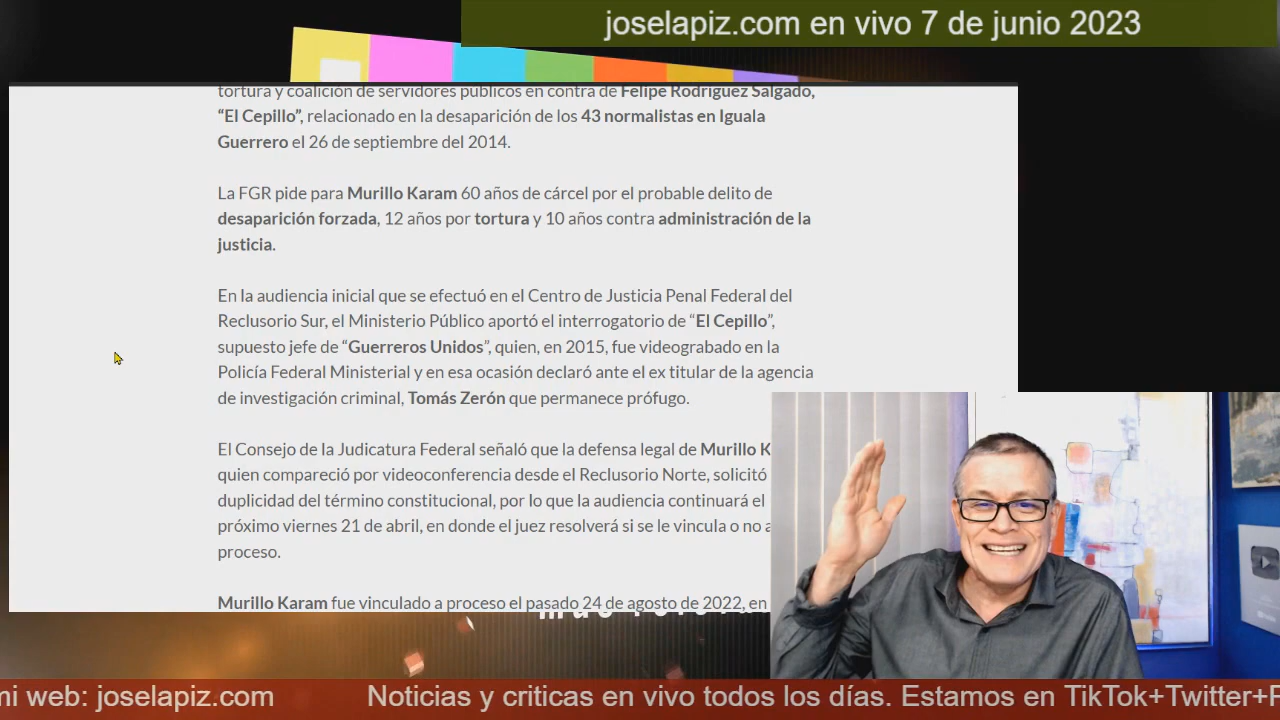 joselapiz.com en vivo 7 de junio 2023
tortura y coalición de servidores públicos en contra de Felipe Rodríguez Salgado,
“El Cepillo”, relacionado en la desaparición de los 43 normalistas en Iguala
Guerrero el 26 de septiembre del 2014.
La FGR pide para Murillo Karam 60 años de cárcel por el probable delito de
desaparición forzada, 12 años por tortura y 10 años contra administración de la
justicia.
En la audiencia inicial que se efectuó en el Centro de Justicia Penal Federal del
Reclusorio Sur, el Ministerio Público aportó el interrogatorio de “El Cepillo”,
supuesto jefe de “Guerreros Unidos”, quien, en 2015, fue videograbado en la
Policía Federal Ministerial y en esa ocasión declaró ante el ex titular de la agencia
de investigación criminal, Tomás Zerón que permanece prófugo.
El Consejo de la Judicatura Federal señaló que la defensa legal de Murillo K
quien compareció por videoconferencia desde el Reclusorio Norte, solicitó
duplicidad del término constitucional, por lo que la audiencia continuará el
próximo viernes 21 de abril, en donde el juez resolverá si se le vincula o no a
proceso.
Murillo Karam fue vinculado a proceso el pasado 24 de agosto de 2022, en
mi web: joselapiz.com Noticias y criticas en vivo todos los días. Estamos en TikTok+Twitter+F